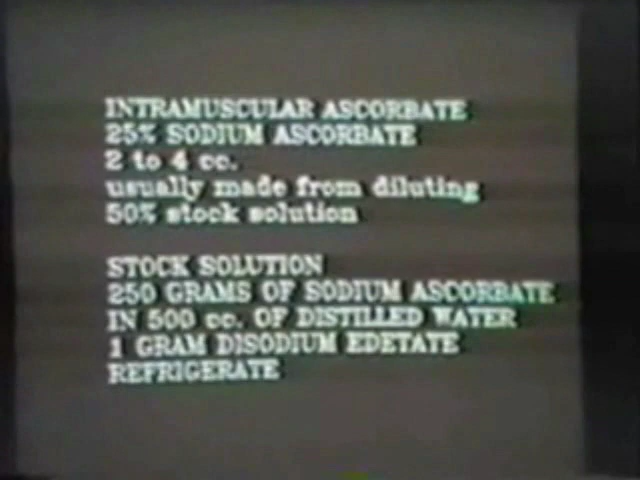 INTRAMUSCULAR ASCORBATE
25% SODIUM ASCORBATE
2 to 4 cc.
usually made from diluting
50% stock solution
STOCK SOLUTION
250 GRAMS OF SODIUM ASCORBATE
IN 500 cc. OF DISTILLED WATER
1 GRAM DISODIUM EDETATE
REFRIGERATE